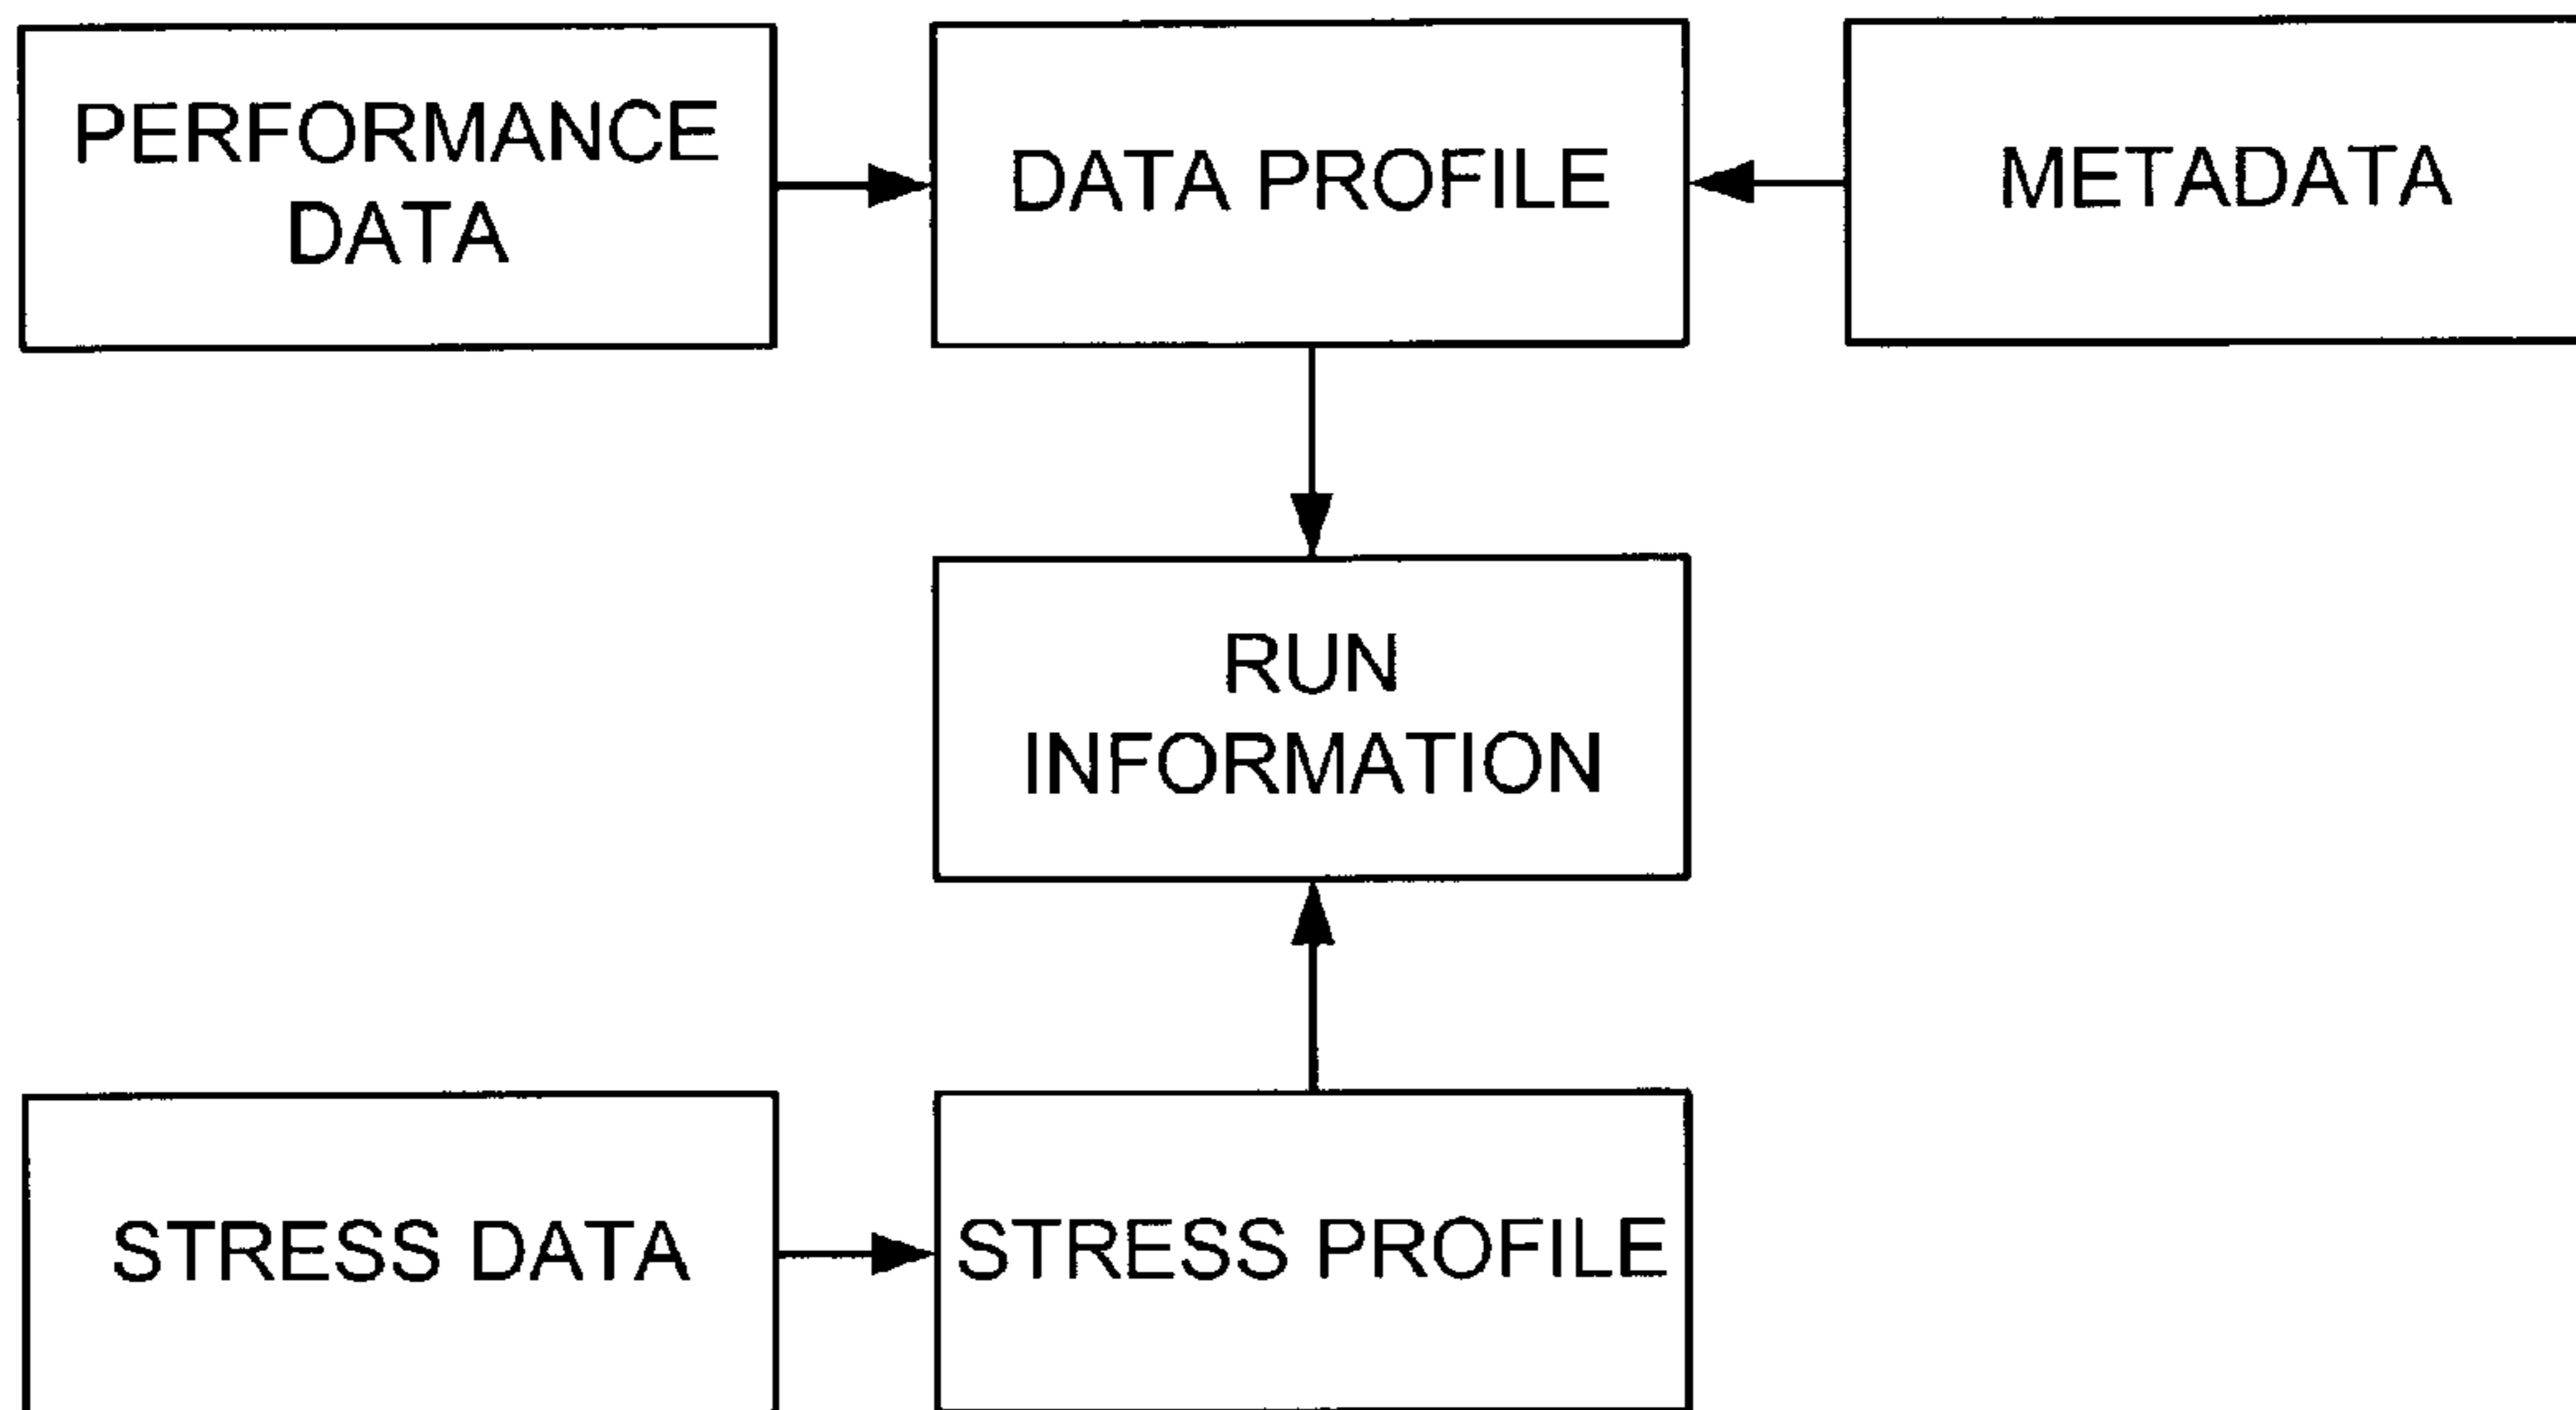 PERFORMANCE
DATA
DATA PROFILE
METADATA
RUN
INFORMATION
STRESS DATA
STRESS PROFILE